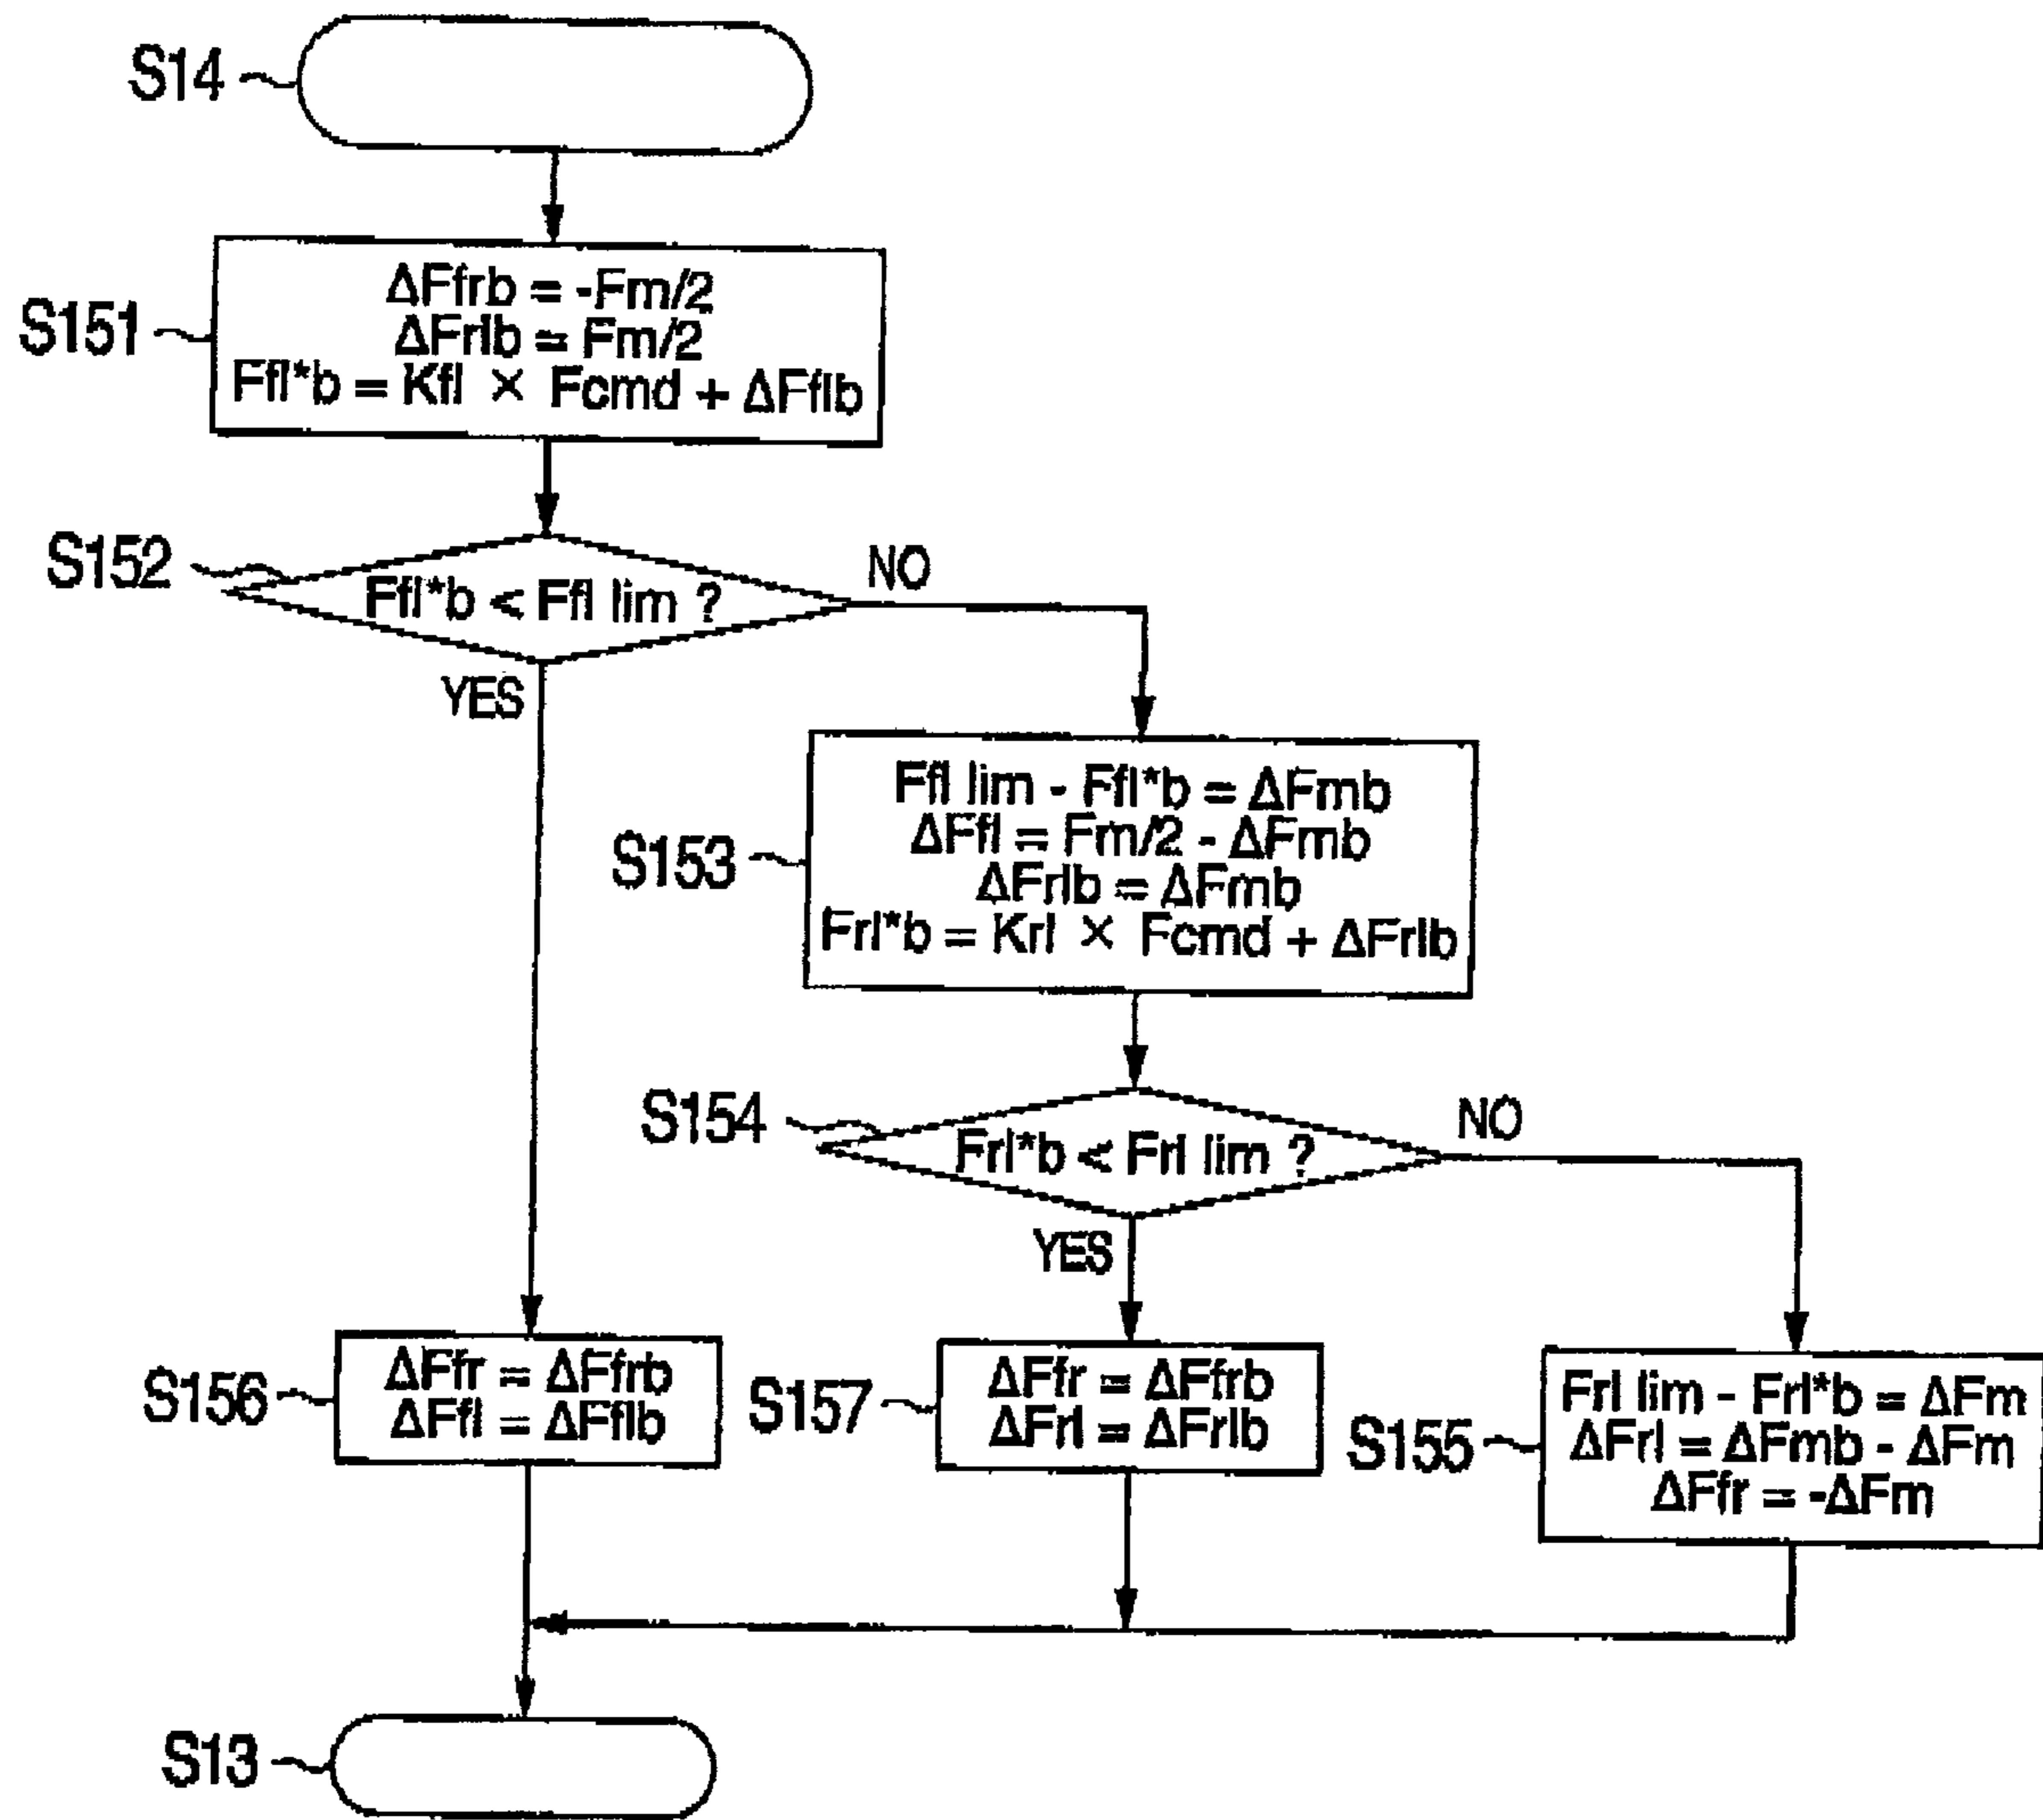 S14
S151
ΔFfrb = -Fm/2
ΔFrlb = Fm/2
Ffl*b = Kfl × Fcmd + ΔFflb
S152
Ffl*b < Ffl lim ?
NO
YES
S153
Ffl lim - Ffl*b = ΔFmb
ΔFfl = Fm/2 - ΔFmb
ΔFrlb = ΔFmb
Frl*b = Krl × Fcmd + ΔFrlb
S154
Frl*b < Frl lim ?
NO
YES
S156
ΔFfr = ΔFfrb
ΔFfl = ΔFflb
S157
ΔFfr = ΔFfrb
ΔFrl = ΔFrlb
S155
Frl lim - Frl*b = ΔFm
ΔFrl = ΔFmb - ΔFm
ΔFfr = -ΔFm
S13